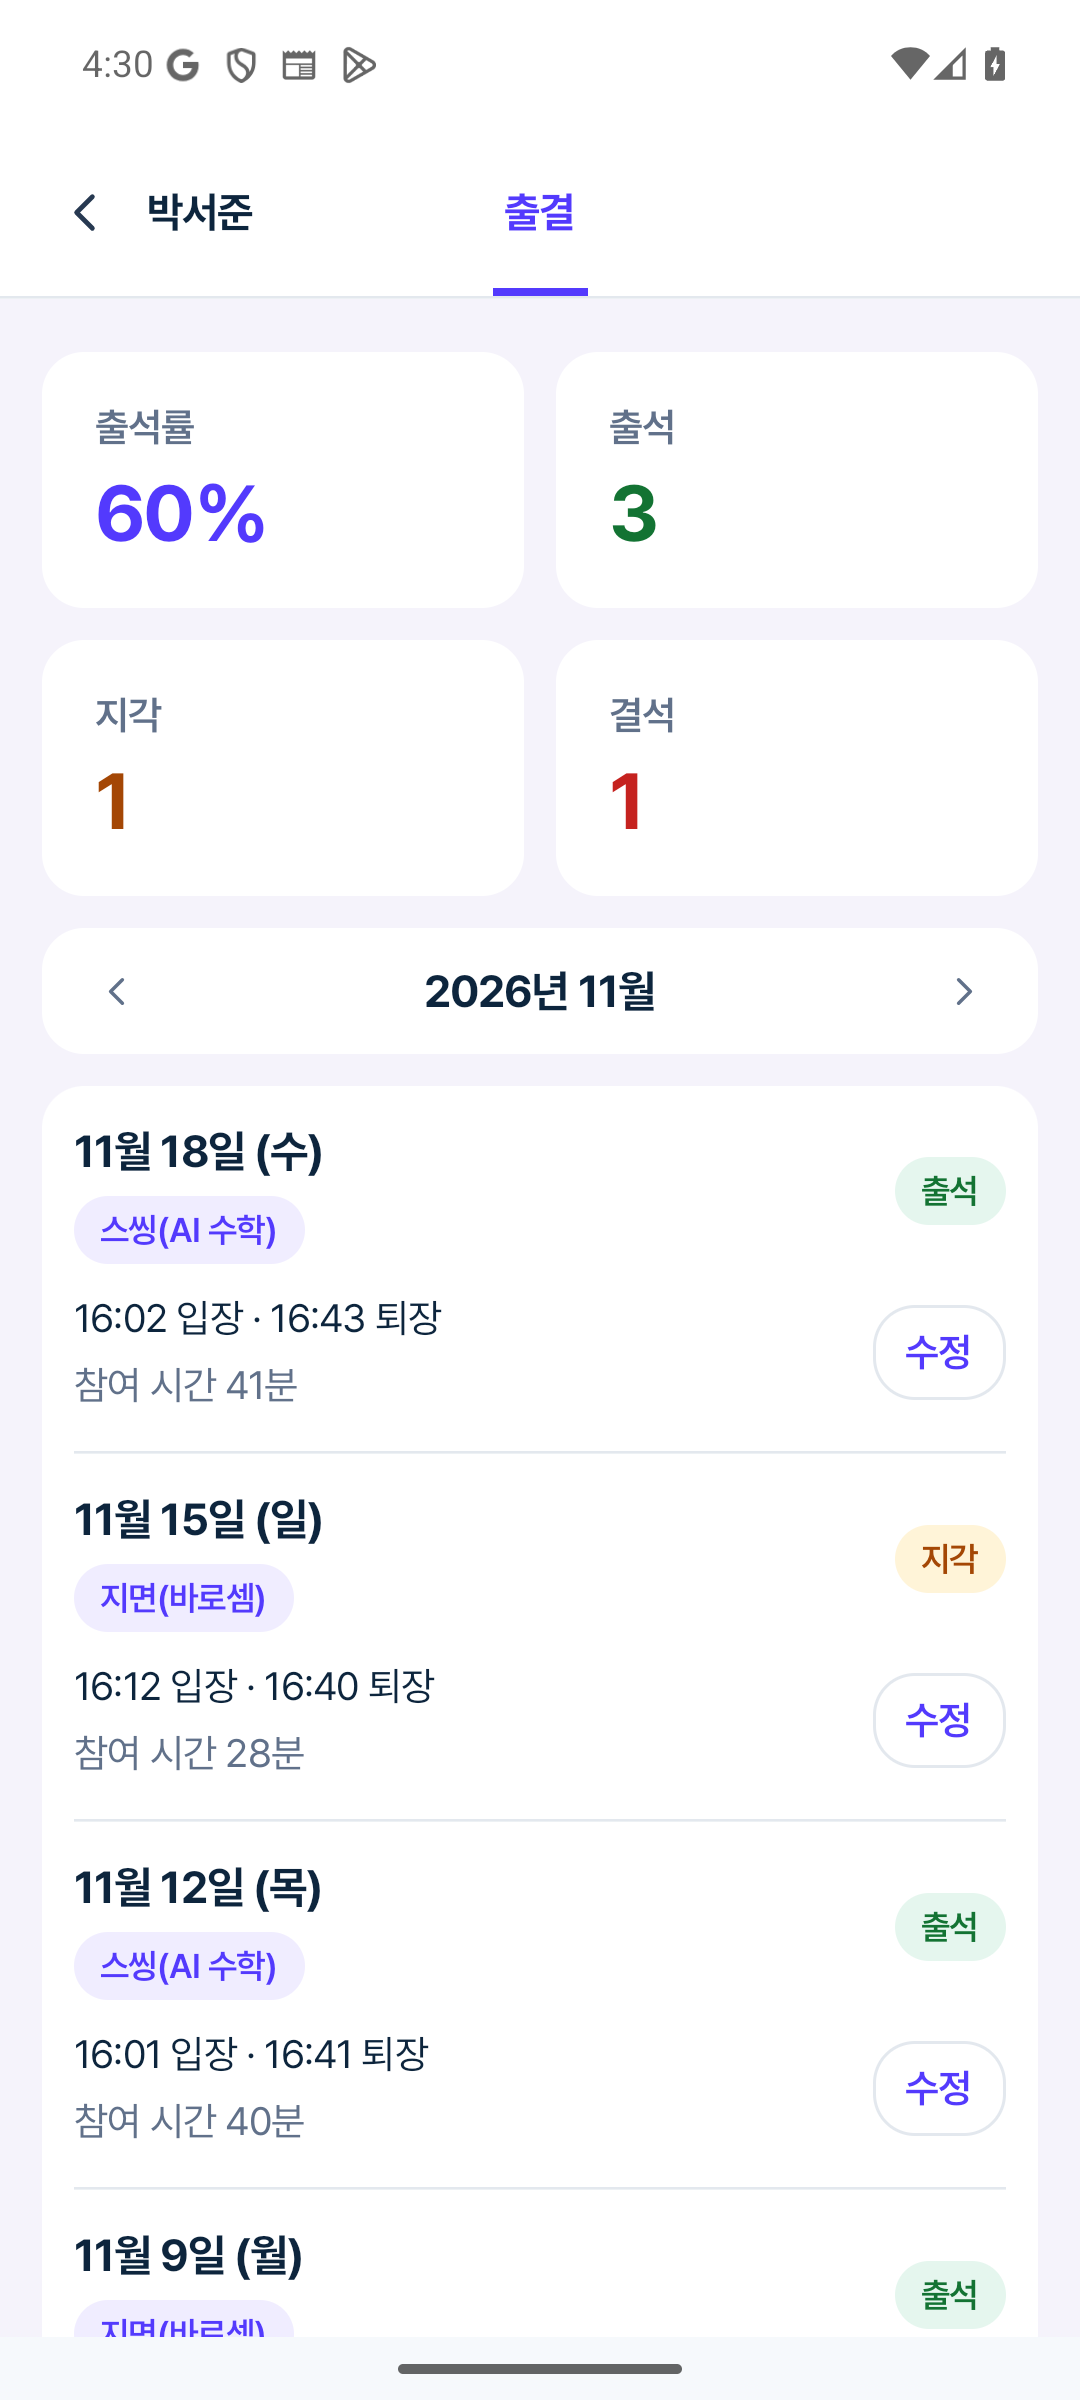 4:30
박서준
출결
출석률
60%
출석
3
지각
1
결석
1
2026년 11월
11월 18일 (수)
출석
스씽(AI 수학)
16:02 입장 · 16:43 퇴장
수정
참여 시간 41분
11월 15일 (일)
지각
지면(바로셈)
16:12 입장 · 16:40 퇴장
수정
참여 시간 28분
11월 12일 (목)
출석
스씽(AI 수학)
16:01 입장 · 16:41 퇴장
수정
참여 시간 40분
11월 9일 (월)
출석
지면(바로셈)